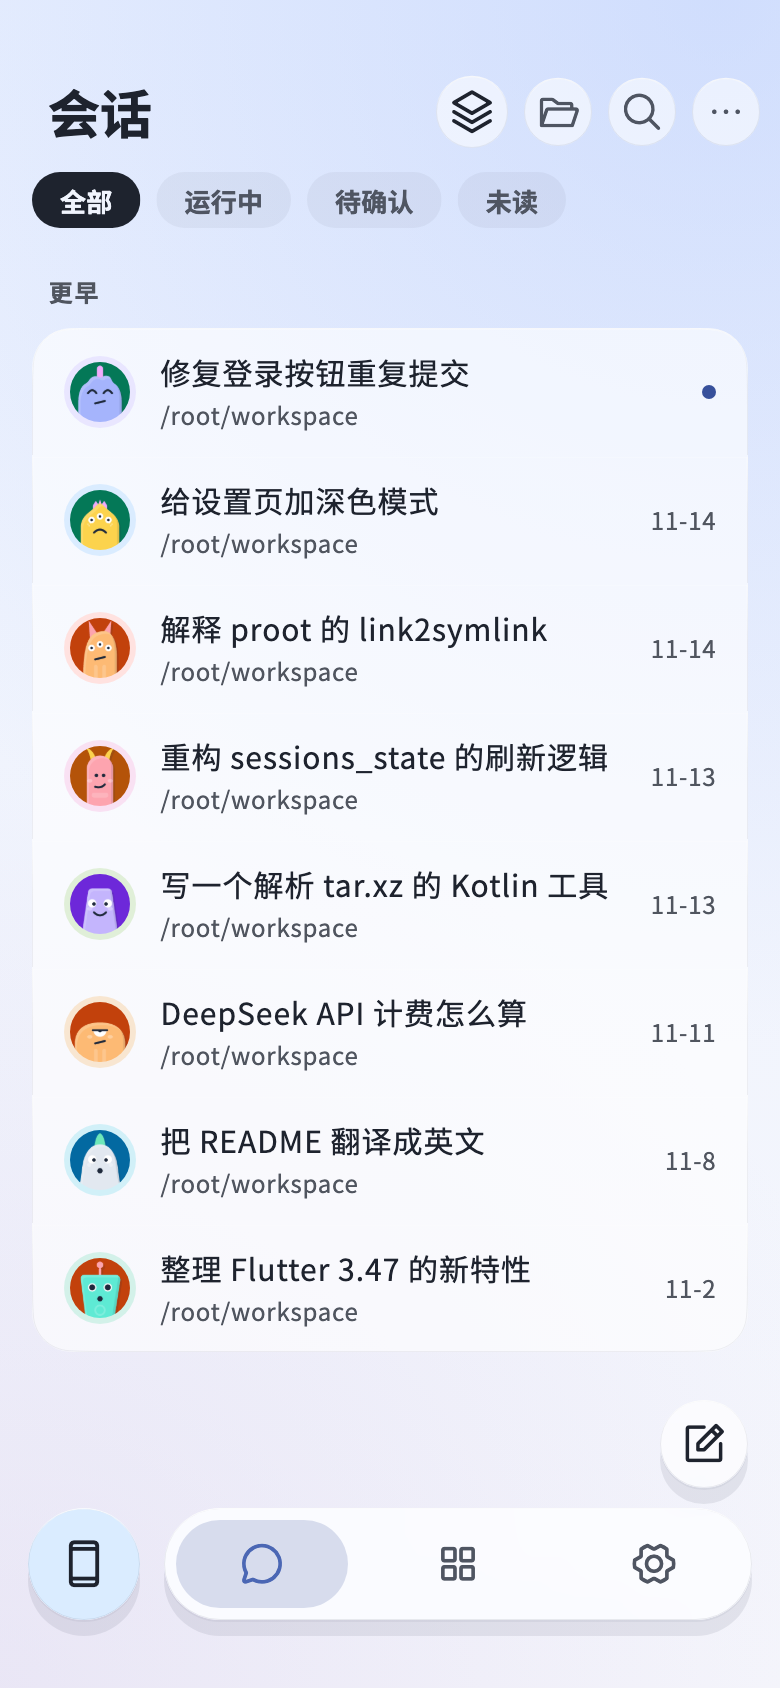 会话
全部
运行中
待确认
未读
更早
修复登录按钮重复提交
/root/workspace
给设置页加深色模式
/root/workspace
11-14
解释 proot 的 link2symlink
/root/workspace
11-14
重构 sessions_state 的刷新逻辑
/root/workspace
11-13
写一个解析 tar.xz 的 Kotlin 工具
/root/workspace
11-13
DeepSeek API 计费怎么算
/root/workspace
11-11
把 README 翻译成英文
/root/workspace
11-8
整理 Flutter 3.47 的新特性
/root/workspace
11-2